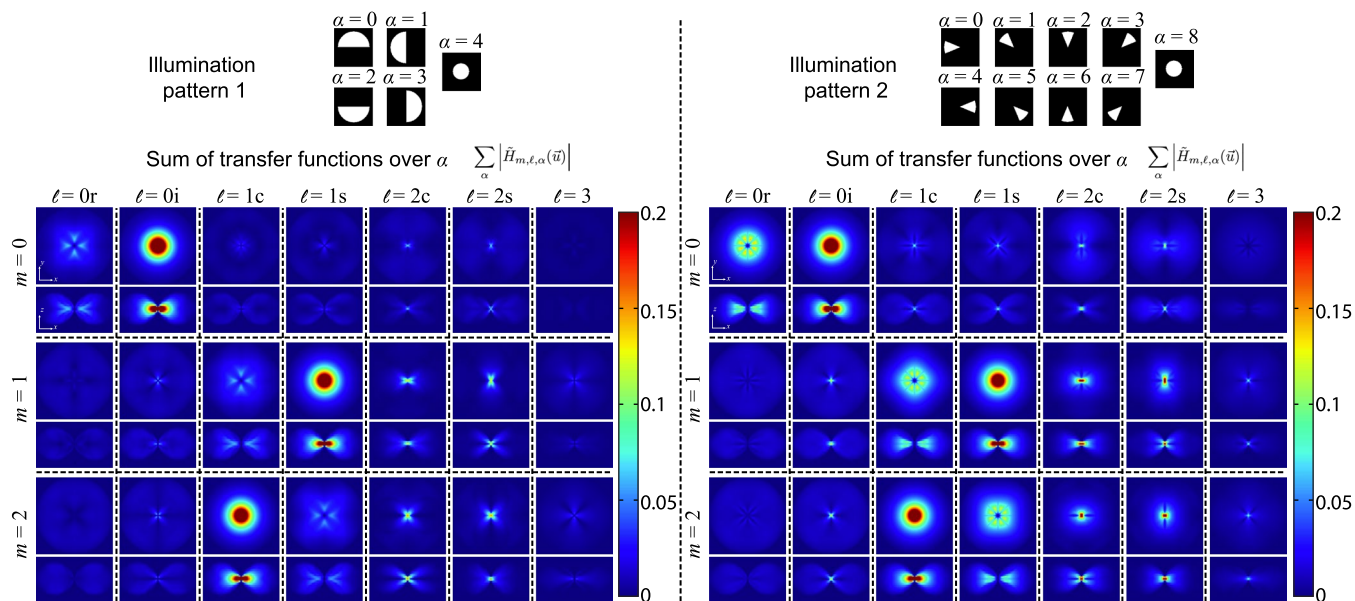 α = 0 α = 1
α = 4
Illumination
pattern 1
α = 2 α = 3
Sum of transfer functions over α ∑α |H̃m,ℓ,α(u⃗)|
ℓ = 0r ℓ = 0i ℓ = 1c ℓ = 1s ℓ = 2c ℓ = 2s ℓ = 3
m = 0
y
x
z
x
m = 1
m = 2
0.2
0.15
0.1
0.05
0
α = 0 α = 1 α = 2 α = 3
α = 8
Illumination
pattern 2
α = 4 α = 5 α = 6 α = 7
Sum of transfer functions over α ∑α |H̃m,ℓ,α(u⃗)|
ℓ = 0r ℓ = 0i ℓ = 1c ℓ = 1s ℓ = 2c ℓ = 2s ℓ = 3
m = 0
y
x
z
x
m = 1
m = 2
0.2
0.15
0.1
0.05
0